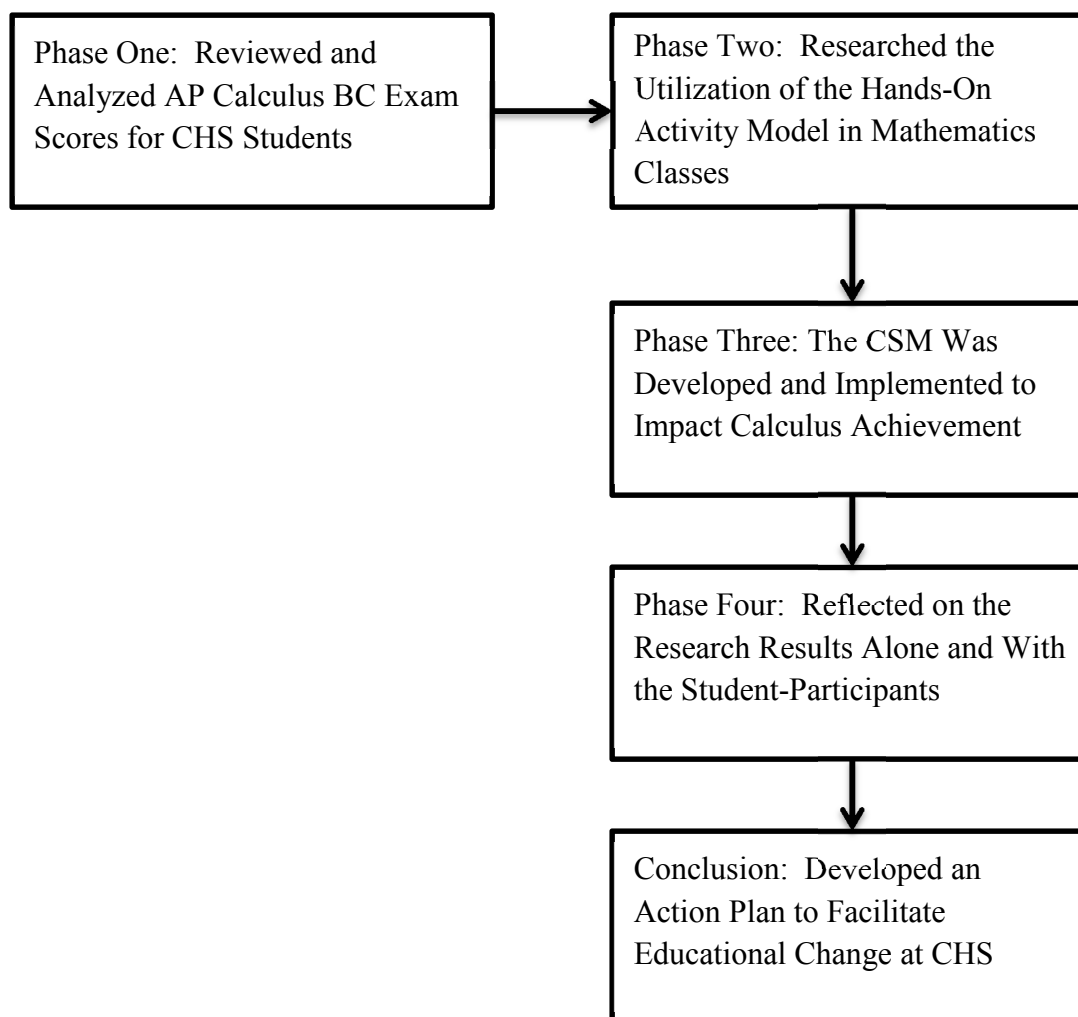 Phase One:  Reviewed and
Analyzed AP Calculus BC Exam
Scores for CHS Students
Phase Two:  Researched the
Utilization of the Hands-On
Activity Model in Mathematics
Classes
Phase Three: The CSM Was
Developed and Implemented to
Impact Calculus Achievement
Phase Four:  Reflected on the
Research Results Alone and With
the Student-Participants
Conclusion:  Developed an
Action Plan to Facilitate
Educational Change at CHS